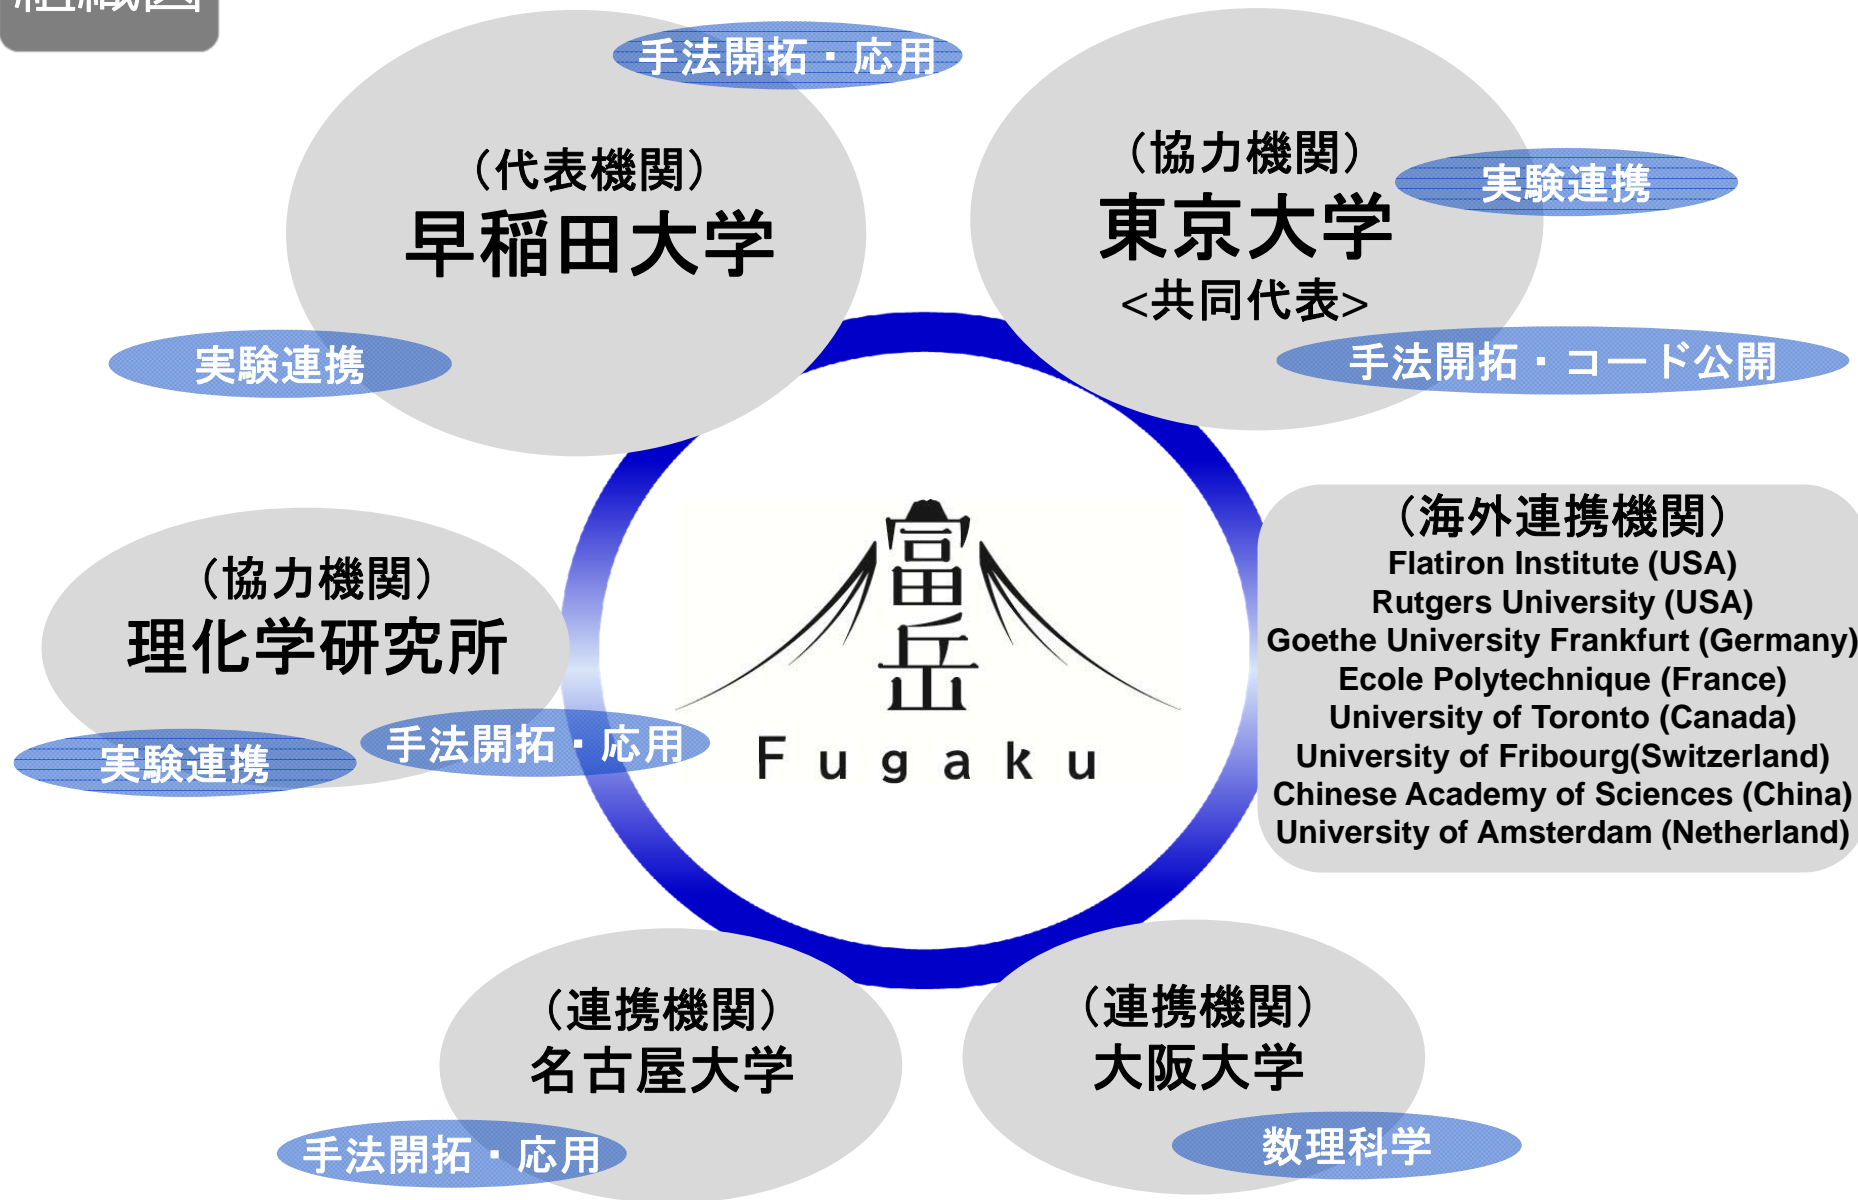 組織図
手法開拓・応用
（代表機関）
早稲田大学
実験連携
（協力機関）
東京大学
<共同代表>
実験連携
手法開拓・コード公開
（協力機関）
理化学研究所
実験連携
手法開拓・応用
富岳
Fugaku
（海外連携機関）
Flatiron Institute (USA)
Rutgers University (USA)
Goethe University Frankfurt (Germany)
Ecole Polytechnique (France)
University of Toronto (Canada)
University of Fribourg(Switzerland)
Chinese Academy of Sciences (China)
University of Amsterdam (Netherland)
（連携機関）
名古屋大学
手法開拓・応用
（連携機関）
大阪大学
数理科学